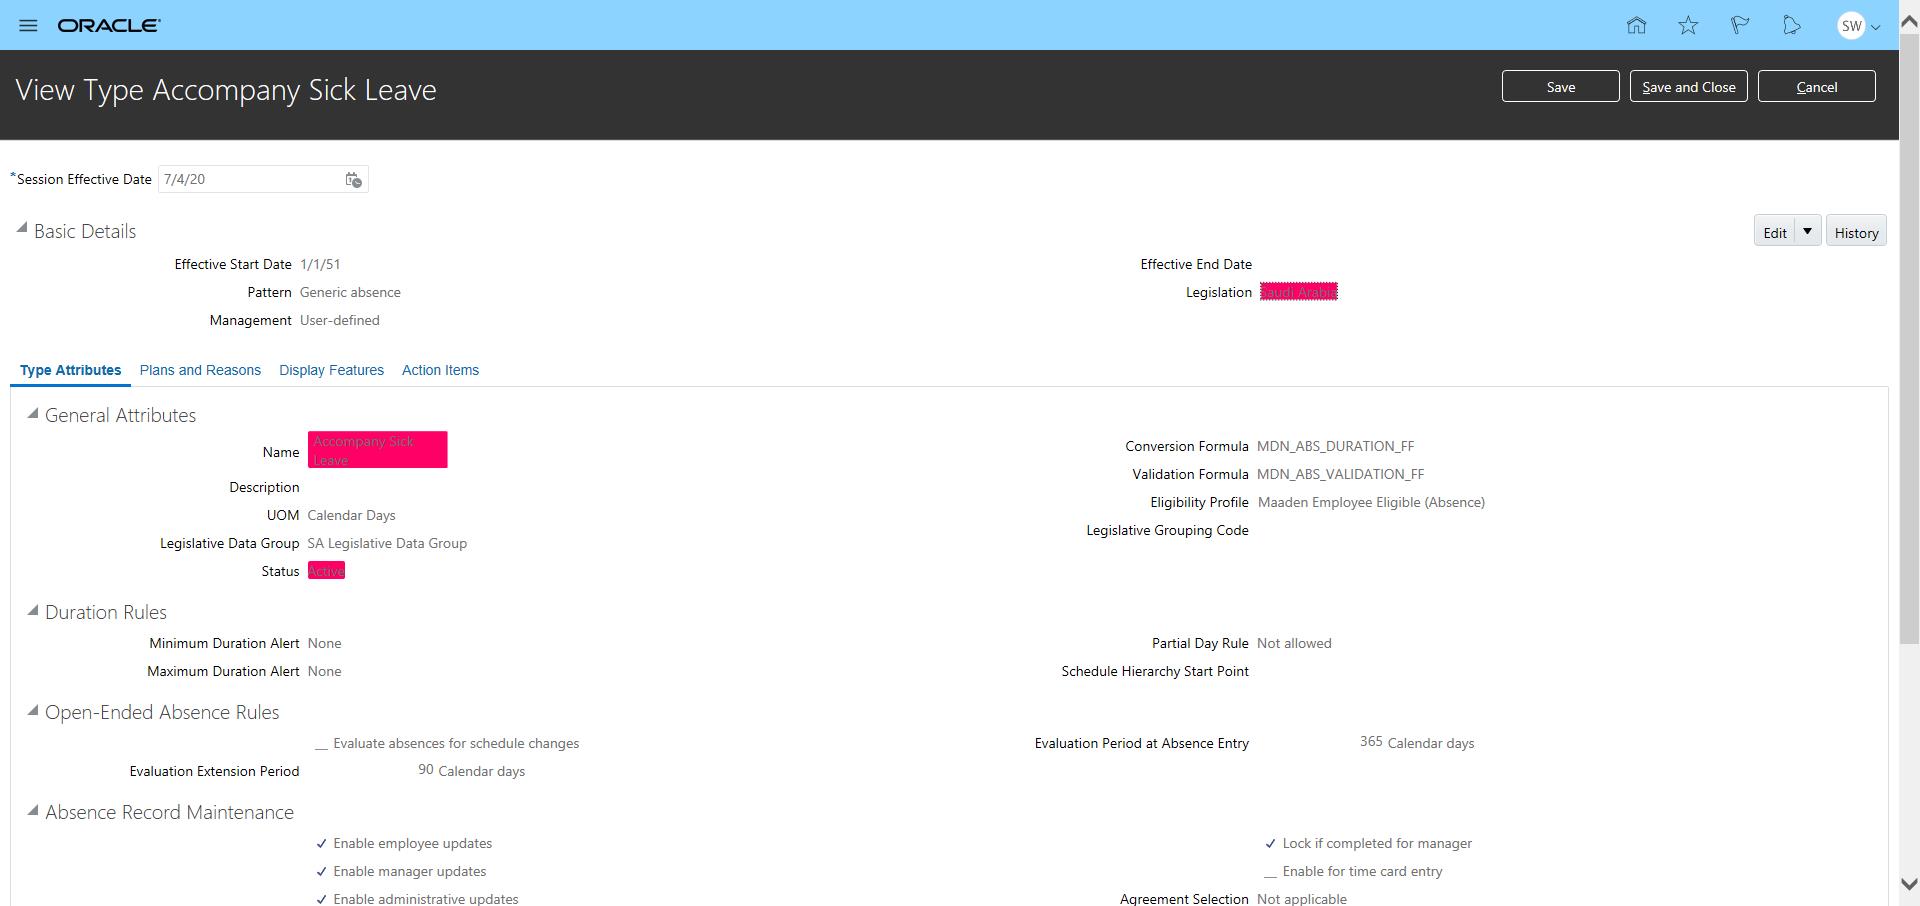 ORACLE
SW
View Type Accompany Sick Leave
Save
Save and Close
Cancel
*Session Effective Date 7/4/20
Basic Details
Edit
History
Effective Start Date 1/1/51
Effective End Date
Pattern Generic absence
Legislation Saudi Arabia
Management User-defined
Type Attributes Plans and Reasons Display Features Action Items
General Attributes
Name Accompany Sick
Leave
Conversion Formula MDN_ABS_DURATION_FF
Validation Formula MDN_ABS_VALIDATION_FF
Description
Eligibility Profile Maaden Employee Eligible (Absence)
UOM Calendar Days
Legislative Grouping Code
Legislative Data Group SA Legislative Data Group
Status Active
Duration Rules
Minimum Duration Alert None
Partial Day Rule Not allowed
Maximum Duration Alert None
Schedule Hierarchy Start Point
Open-Ended Absence Rules
Evaluate absences for schedule changes
Evaluation Period at Absence Entry 365 Calendar days
Evaluation Extension Period 90 Calendar days
Absence Record Maintenance
Enable employee updates
Lock if completed for manager
Enable manager updates
Enable for time card entry
Enable administrative updates
Agreement Selection Not applicable